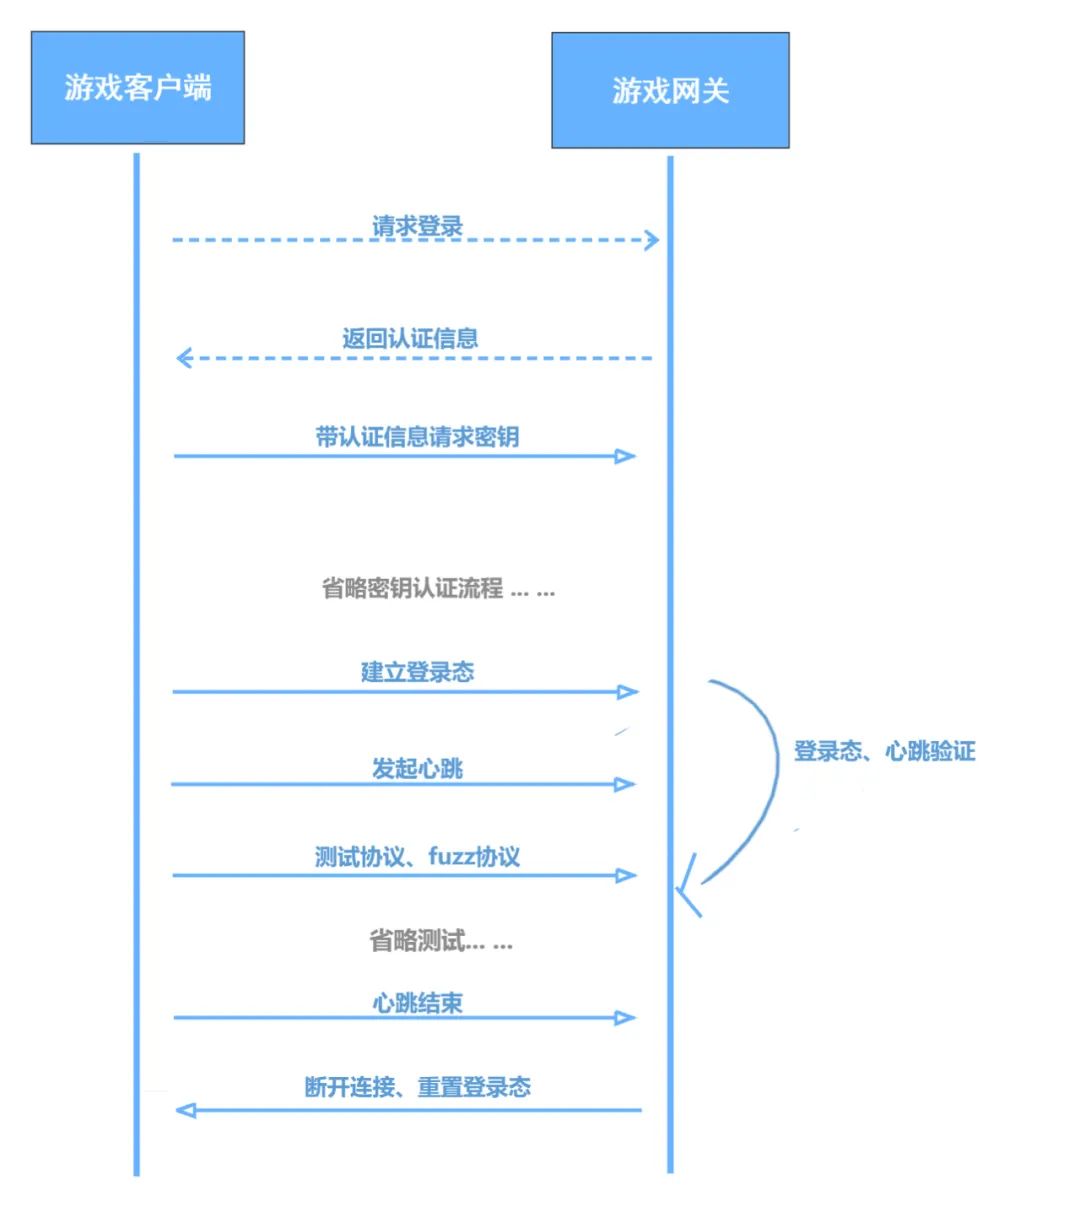 游戏客户端
游戏网关
请求登录
返回认证信息
带认证信息请求密钥
省略密钥认证流程 ... ...
建立登录态
登录态、心跳验证
发起心跳
测试协议、fuzz协议
省略测试... ...
心跳结束
断开连接、重置登录态